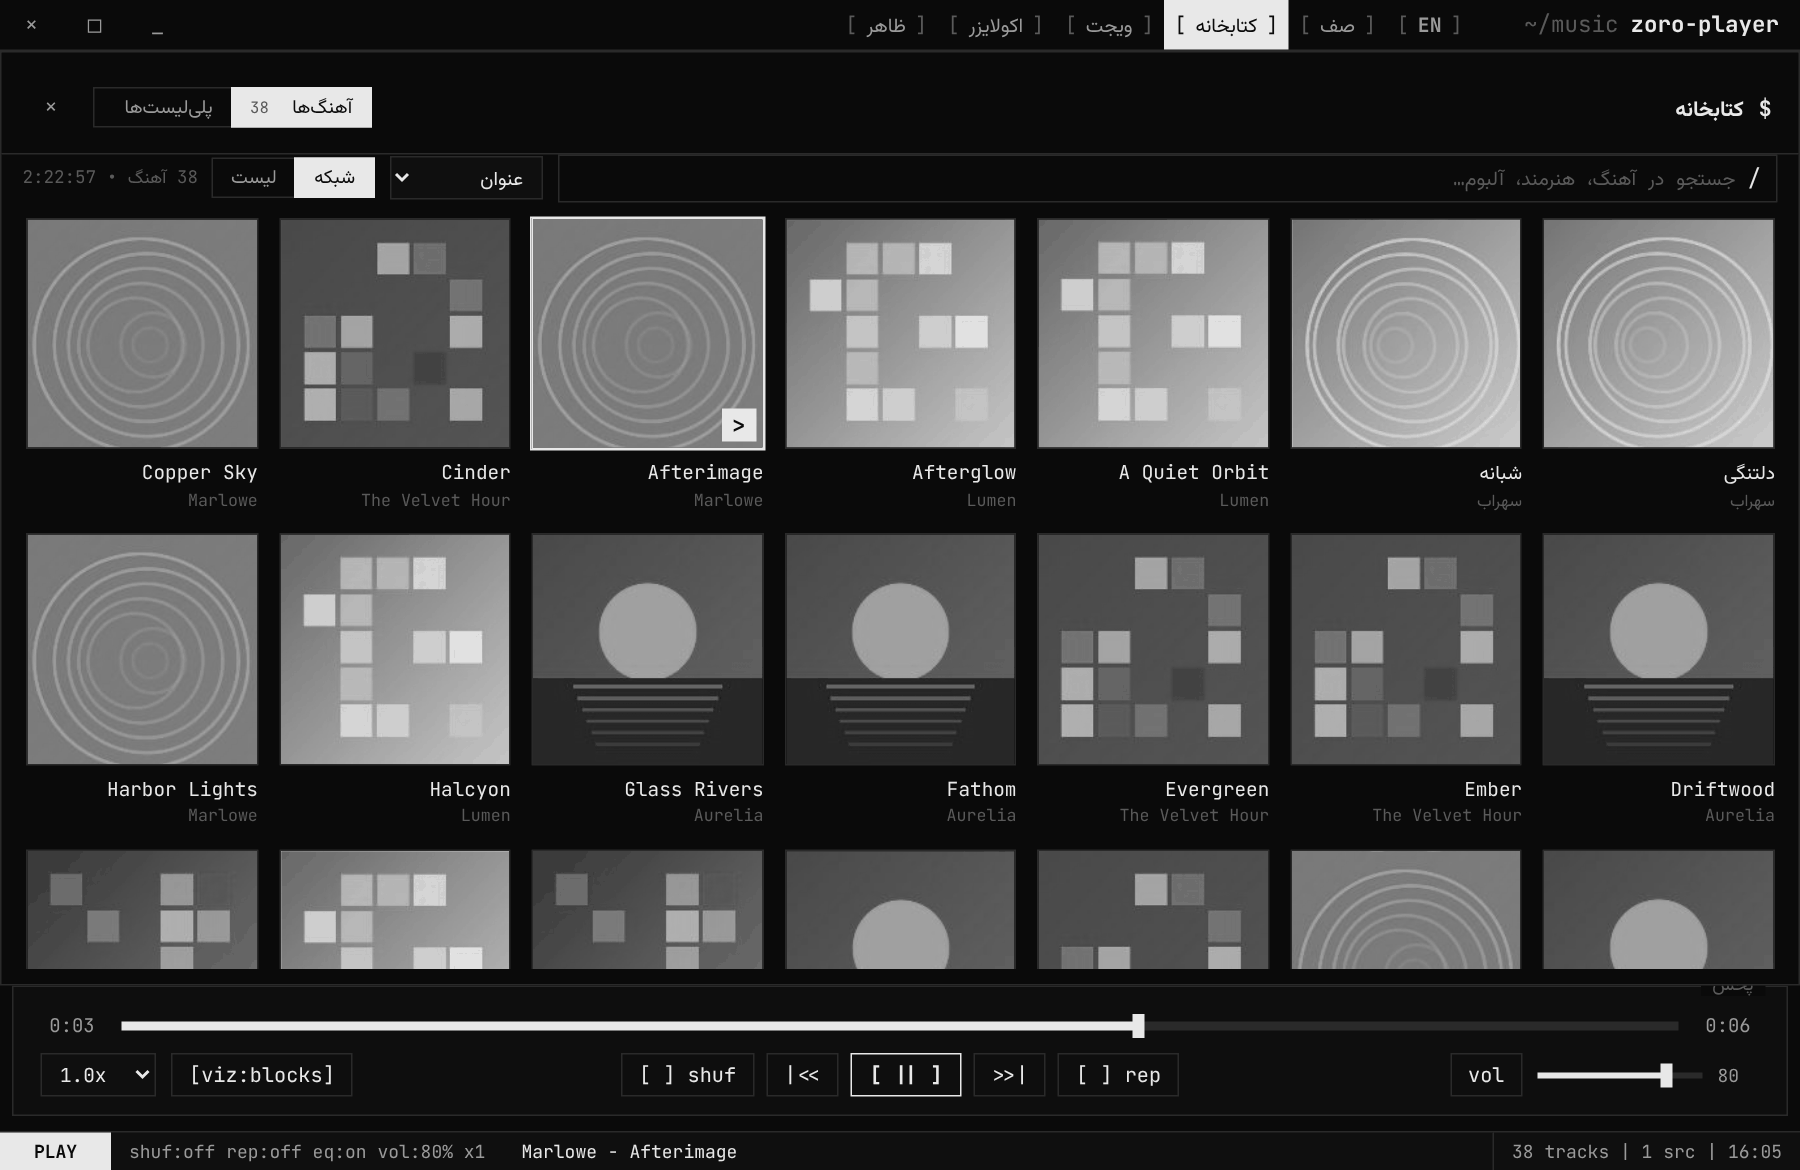 zoro-player ~/music [ EN ] [ صف ] [ کتابخانه ] [ ویجت ] [ اکولایزر ] [ ظاهر ] _ □ ×
$ کتابخانه
آهنگ‌ها 38 پلی‌لیست‌ها ×
/ جستجو در آهنگ، هنرمند، آلبوم…
عنوان
شبکه لیست
38 آهنگ • 2:22:57
دلتنگی
سهراب
شبانه
سهراب
A Quiet Orbit
Lumen
Afterglow
Lumen
>
Afterimage
Marlowe
Cinder
The Velvet Hour
Copper Sky
Marlowe
Driftwood
Aurelia
Ember
The Velvet Hour
Evergreen
The Velvet Hour
Fathom
Aurelia
Glass Rivers
Aurelia
Halcyon
Lumen
Harbor Lights
Marlowe
پخش
0:03 0:06
1.0x [viz:blocks] [ ] shuf |<< [ || ] >>| [ ] rep vol 80
PLAY shuf:off rep:off eq:on vol:80% x1 Marlowe - Afterimage 38 tracks | 1 src | 16:05